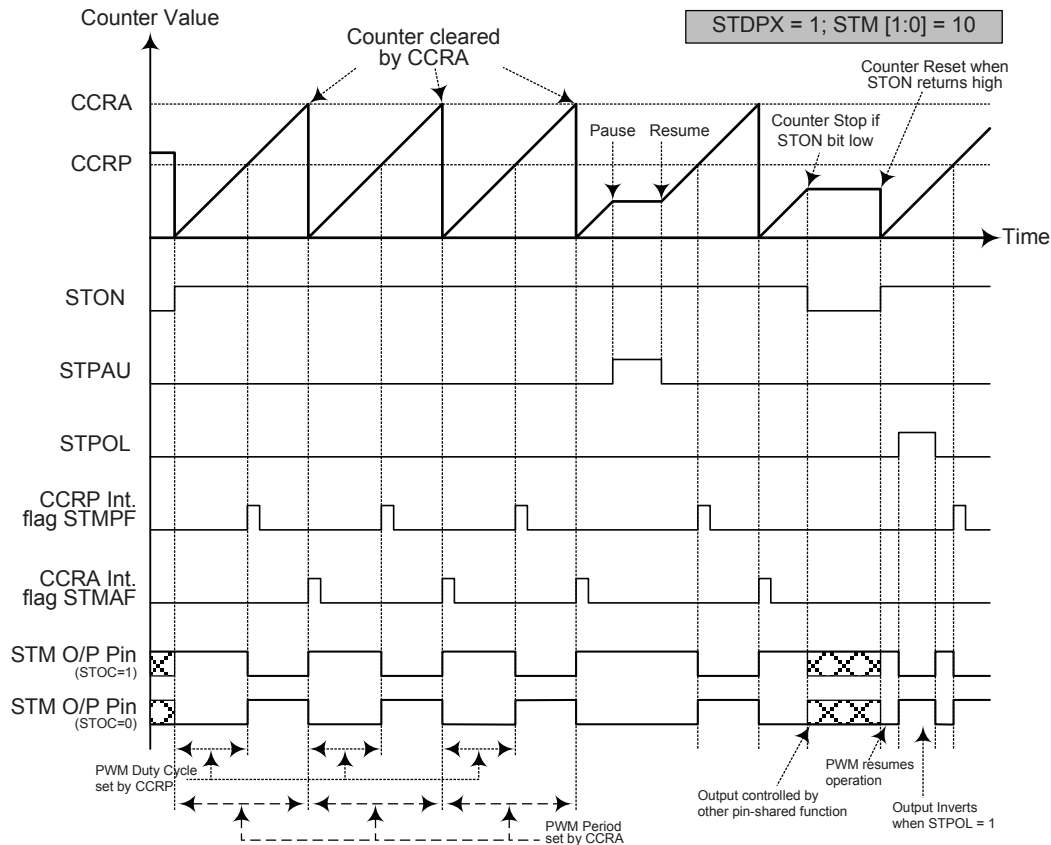 Counter Value
STDPX = 1; STM [1:0] = 10
Counter cleared
by CCRA
Counter Reset when
STON returns high
CCRA
Pause
Resume
Counter Stop if
STON bit low
CCRP
Time
STON
STPAU
STPOL
CCRP Int.
flag STMPF
CCRA Int.
flag STMAF
STM O/P Pin
(STOC=1)
STM O/P Pin
(STOC=0)
PWM Duty Cycle
set by CCRP
PWM resumes
operation
Output controlled by
other pin-shared function
Output Inverts
when STPOL = 1
PWM Period
set by CCRA